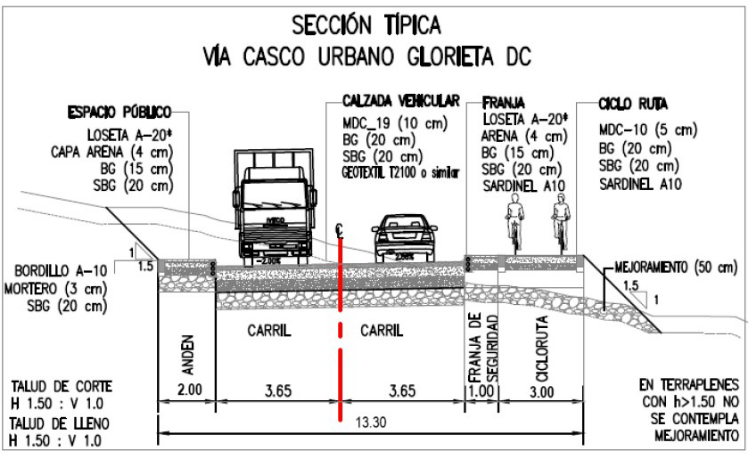 SECCIÓN TÍPICA
VÍA CASCO URBANO GLORIETA DC
ESPACIO PÚBLICO
LOSETA A-20*
CAPA ARENA (4 cm)
BG (15 cm)
SBG (20 cm)
CALZADA VEHICULAR
MDC_19 (10 cm)
BG (20 cm)
SBG (20 cm)
GEOTEXTIL T2100 o similar
FRANJA
LOSETA A-20*
ARENA (4 cm)
BG (15 cm)
SBG (20 cm)
SARDINEL A10
CICLO RUTA
MDC-10 (5 cm)
BG (20 cm)
SBG (20 cm)
SARDINEL A10
IVECO
℄
1
1.5
-2.00%
2.00%
BORDILLO A-10
MORTERO (3 cm)
SBG (20 cm)
MEJORAMIENTO (50 cm)
1.5
1
ANDEN
CARRIL
CARRIL
FRANJA DE
SEGURIDAD
CICLORUTA
2.00
3.65
3.65
1.00
3.00
13.30
TALUD DE CORTE
H 1.50 : V 1.0
TALUD DE LLENO
H 1.50 : V 1.0
EN TERRAPLENES
CON h>1.50 NO
SE CONTEMPLA
MEJORAMIENTO